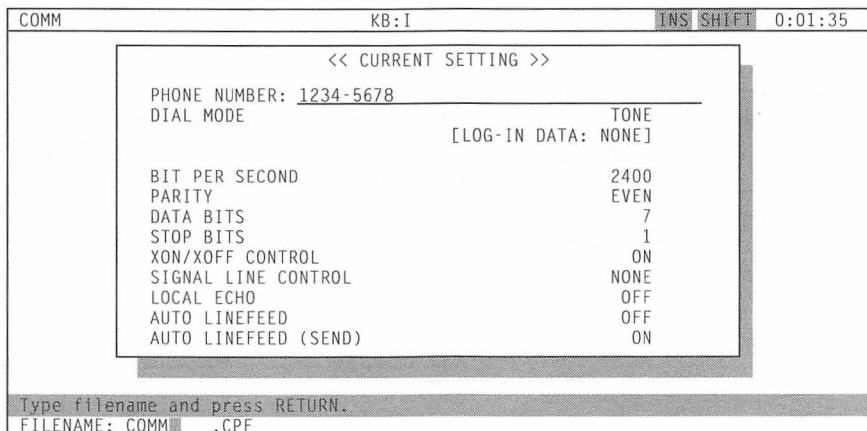 COMM KB:I INS SHIFT 0:01:35
<< CURRENT SETTING >>
PHONE NUMBER: 1234-5678
DIAL MODE TONE
[LOG-IN DATA: NONE]
BIT PER SECOND 2400
PARITY EVEN
DATA BITS 7
STOP BITS 1
XON/XOFF CONTROL ON
SIGNAL LINE CONTROL NONE
LOCAL ECHO OFF
AUTO LINEFEED OFF
AUTO LINEFEED (SEND) ON
Type filename and press RETURN.
FILENAME: COMM .CPF